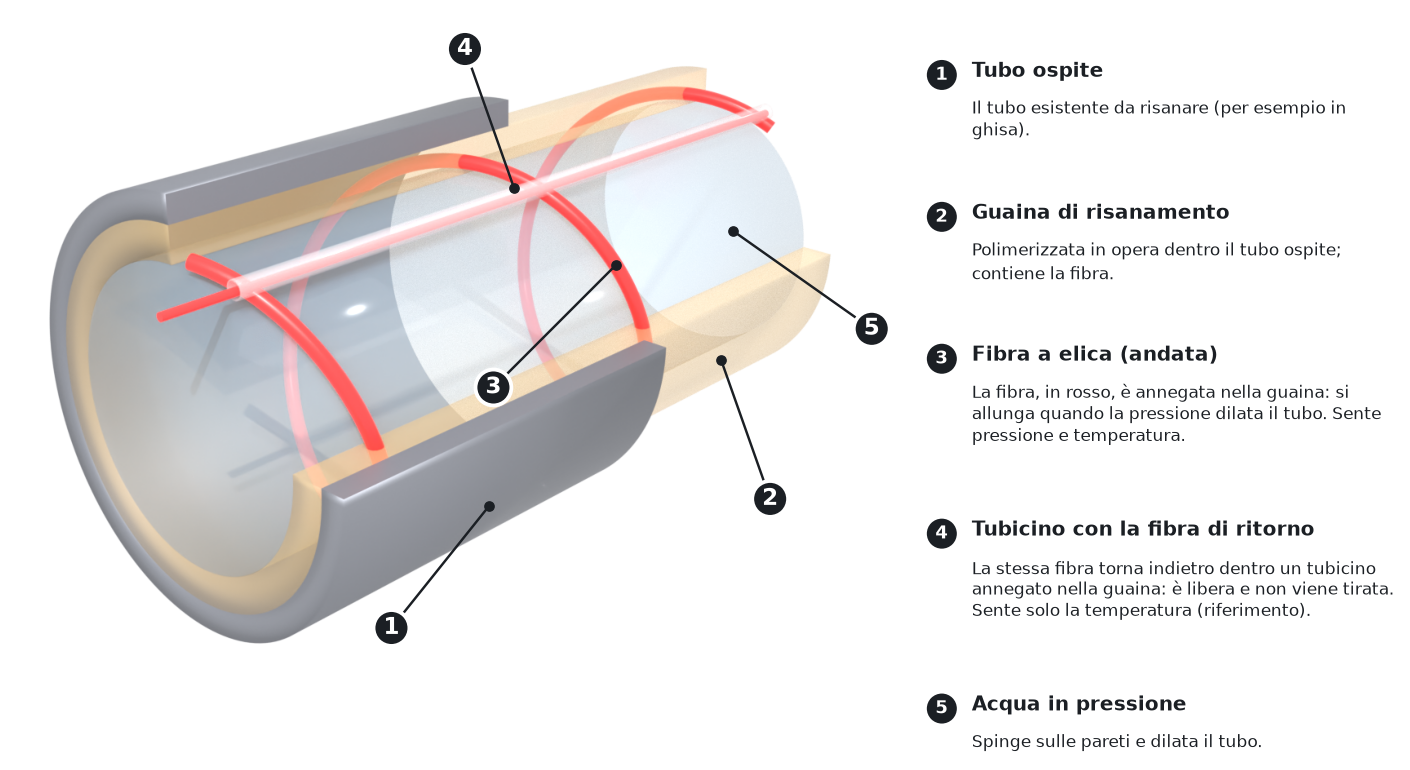 4
5
3
2
1
1 Tubo ospite
Il tubo esistente da risanare (per esempio in
ghisa).
2 Guaina di risanamento
Polimerizzata in opera dentro il tubo ospite;
contiene la fibra.
3 Fibra a elica (andata)
La fibra, in rosso, è annegata nella guaina: si
allunga quando la pressione dilata il tubo. Sente
pressione e temperatura.
4 Tubicino con la fibra di ritorno
La stessa fibra torna indietro dentro un tubicino
annegato nella guaina: è libera e non viene tirata.
Sente solo la temperatura (riferimento).
5 Acqua in pressione
Spinge sulle pareti e dilata il tubo.